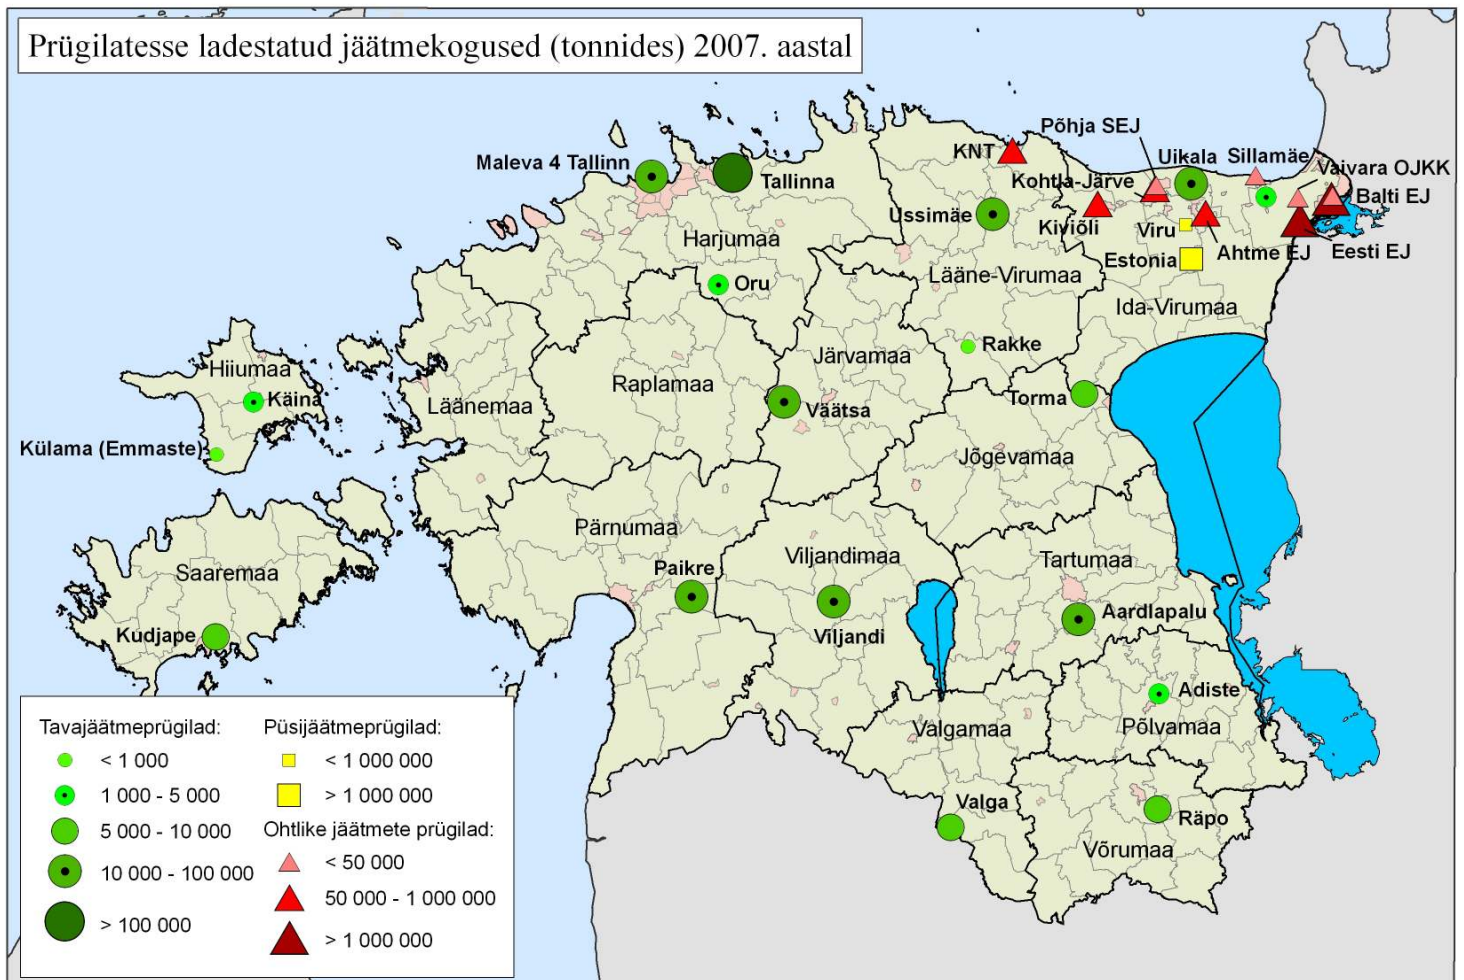 Prügilatesse ladestatud jäätmekogused (tonnides) 2007. aastal
Põhja SEJ
Maleva 4 Tallinn
KNT
Uikala
Sillamäe
Vaivara OJKK
Tallinna
Kohtla-Järve
Balti EJ
Ussimäe
Kiviõli
Viru
Harjumaa
Estonia
Ahtme EJ
Eesti EJ
Oru
Lääne-Virumaa
Ida-Virumaa
Rakke
Järvamaa
Hiiumaa
Raplamaa
Käina
Läänemaa
Väätsa
Torma
Külama (Emmaste)
Jõgevamaa
Pärnumaa
Viljandimaa
Tartumaa
Saaremaa
Paikre
Kudjape
Viljandi
Aardlapalu
Adiste
Valgamaa
Põlvamaa
Valga
Räpo
Võrumaa
Tavajäätmeprügilad:
< 1 000
1 000 - 5 000
5 000 - 10 000
10 000 - 100 000
> 100 000
Püsijäätmeprügilad:
< 1 000 000
> 1 000 000
Ohtlike jäätmete prügilad:
< 50 000
50 000 - 1 000 000
> 1 000 000